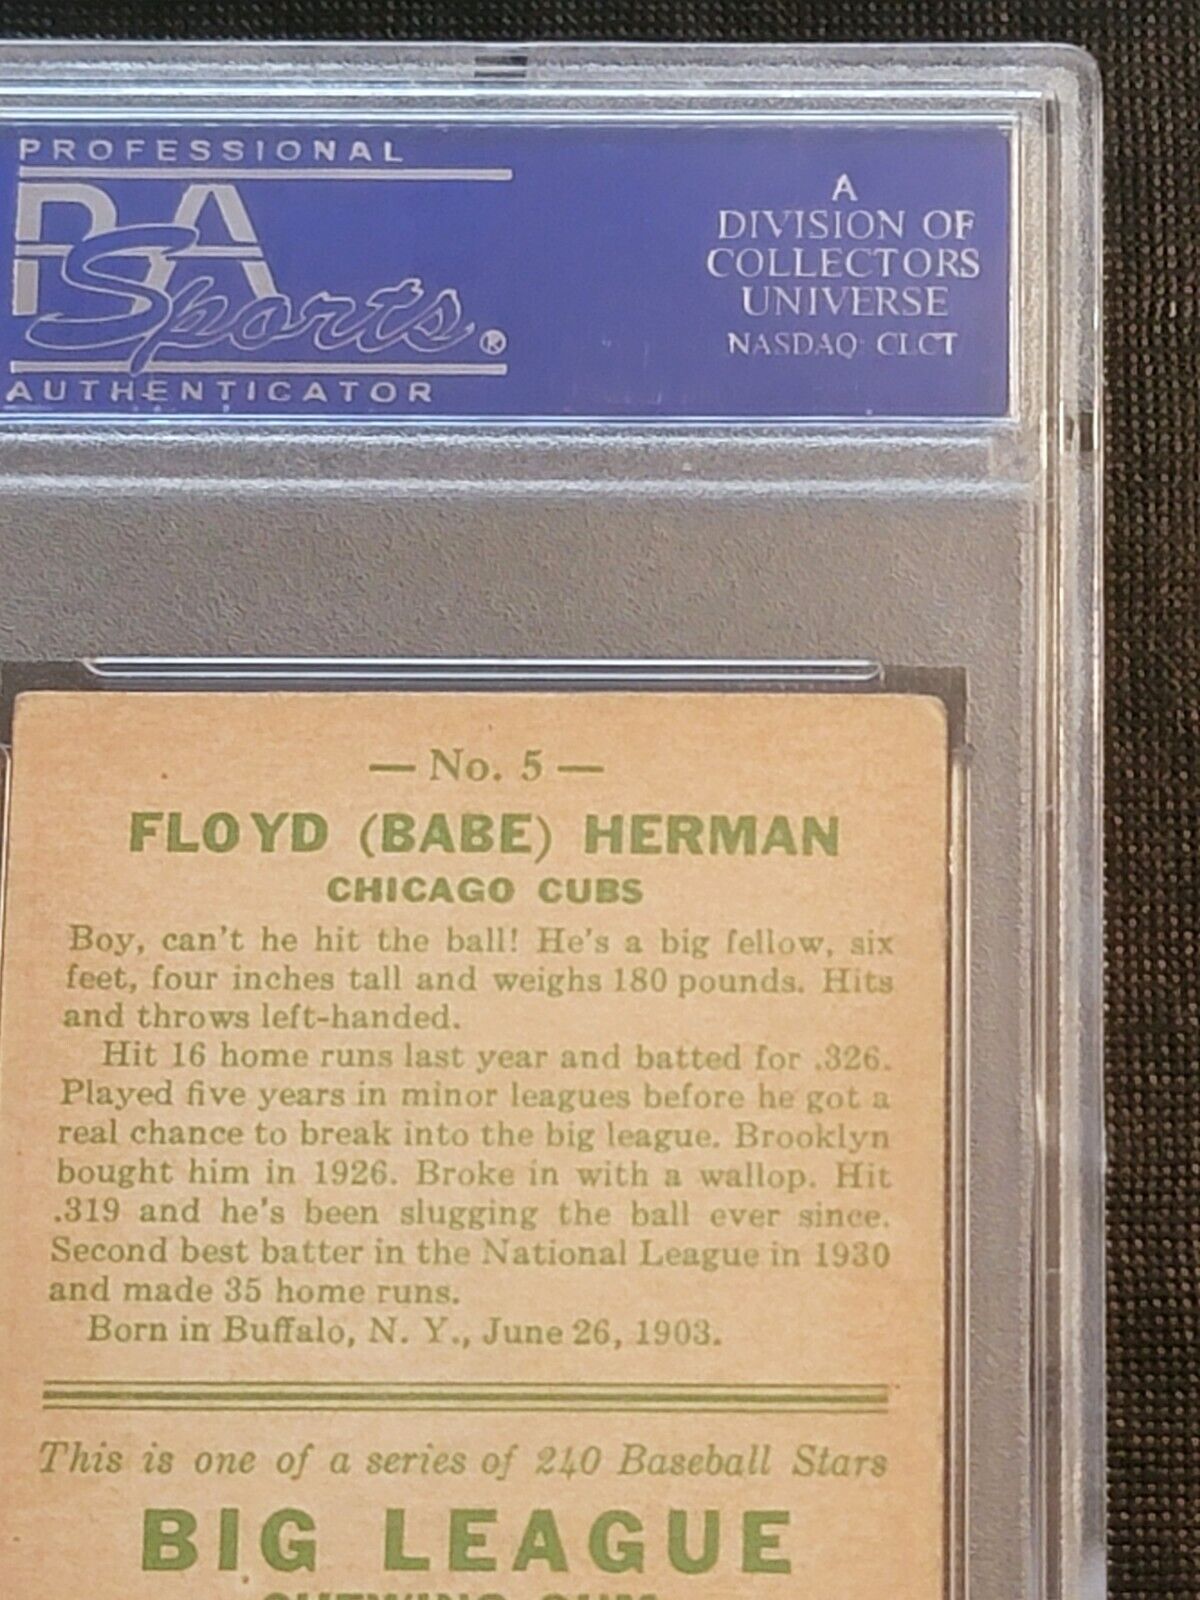 PROFESSIONAL
PSA
Sports®
AUTHENTICATOR
A
DIVISION OF
COLLECTORS
UNIVERSE
NASDAQ: CLCT
— No. 5 —
FLOYD (BABE) HERMAN
CHICAGO CUBS
Boy, can't he hit the ball! He's a big fellow, six
feet, four inches tall and weighs 180 pounds. Hits
and throws left-handed.
Hit 16 home runs last year and batted for .326.
Played five years in minor leagues before he got a
real chance to break into the big league. Brooklyn
bought him in 1926. Broke in with a wallop. Hit
.319 and he's been slugging the ball ever since.
Second best batter in the National League in 1930
and made 35 home runs.
Born in Buffalo, N. Y., June 26, 1903.
This is one of a series of 240 Baseball Stars
BIG LEAGUE
CHEWING GUM